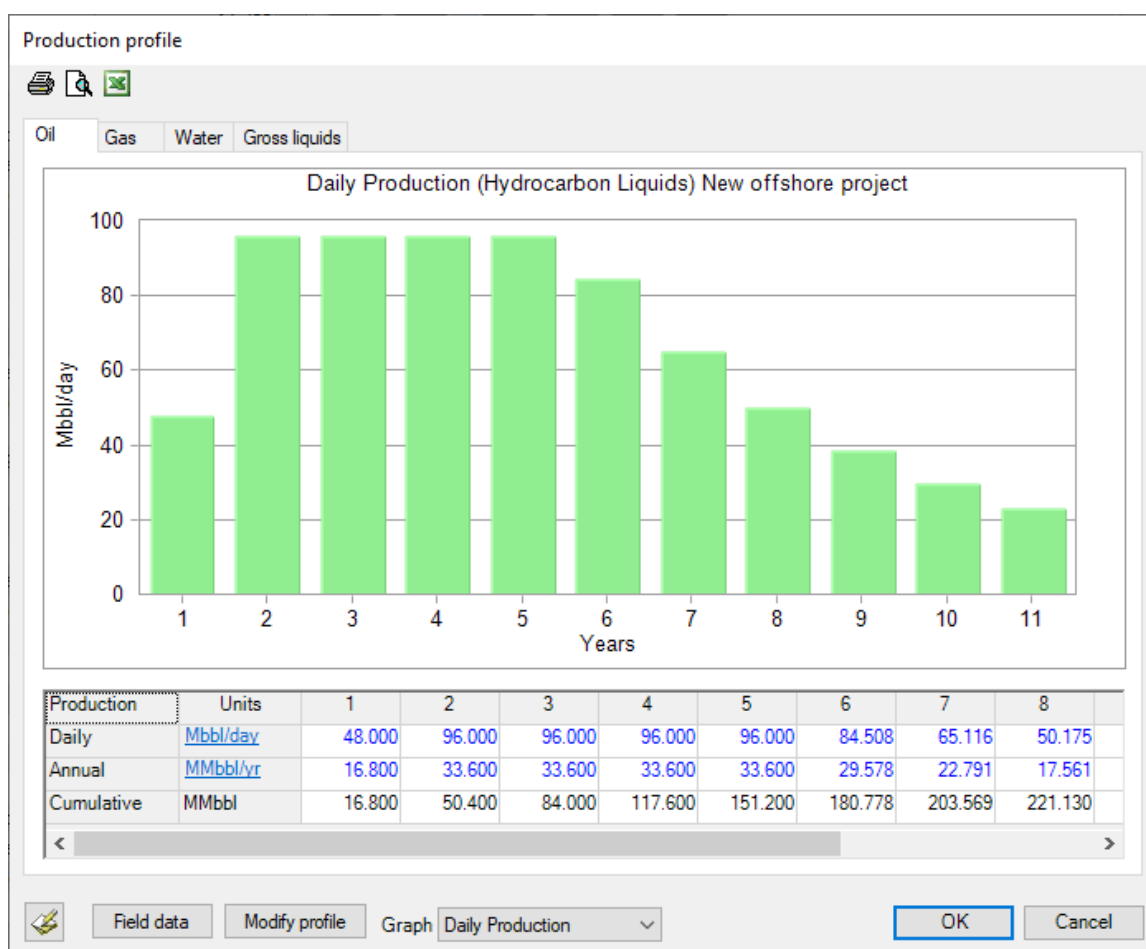 Production profile
Oil Gas Water Gross liquids
Daily Production (Hydrocarbon Liquids) New offshore project
100
80
60
40
20
0
Mbbl/day
1 2 3 4 5 6 7 8 9 10 11
Years
Production Units 1 2 3 4 5 6 7 8
Daily Mbbl/day 48.000 96.000 96.000 96.000 96.000 84.508 65.116 50.175
Annual MMbbl/yr 16.800 33.600 33.600 33.600 33.600 29.578 22.791 17.561
Cumulative MMbbl 16.800 50.400 84.000 117.600 151.200 180.778 203.569 221.130
Field data Modify profile Graph Daily Production OK Cancel